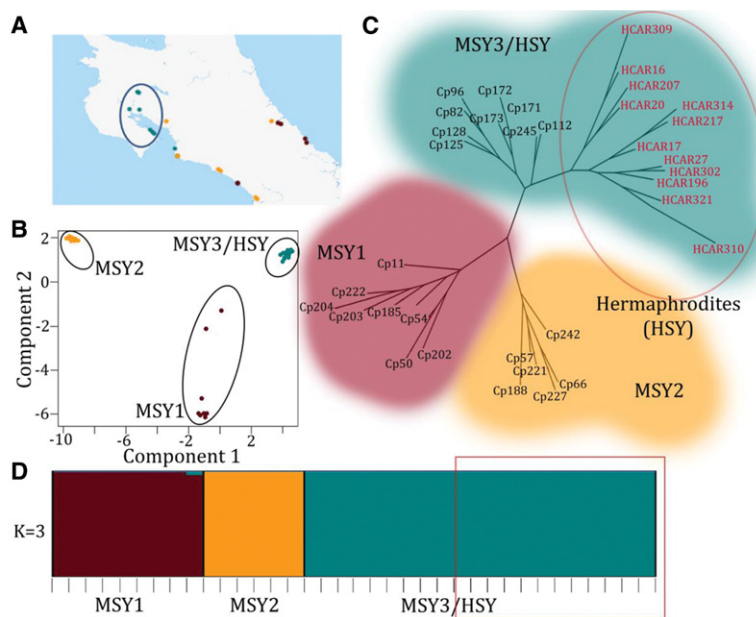 A
B
2
0
-2
-4
-6
Component 2
MSY2
MSY3/HSY
MSY1
-10
-6
-2
2
Component 1
C
MSY3/HSY
HCAR309
HCAR16
HCAR207
HCAR20
HCAR314
HCAR217
HCAR17
HCAR27
HCAR302
HCAR196
HCAR321
HCAR310
Cp96
Cp172
Cp82
Cp171
Cp173
Cp128
Cp245
Cp112
Cp125
MSY1
Cp11
Cp222
Cp204
Cp203
Cp185
Cp54
Cp50
Cp202
Hermaphrodites
(HSY)
Cp242
Cp57
Cp221
Cp188
Cp66
Cp227
MSY2
D
K=3
MSY1
MSY2
MSY3/HSY